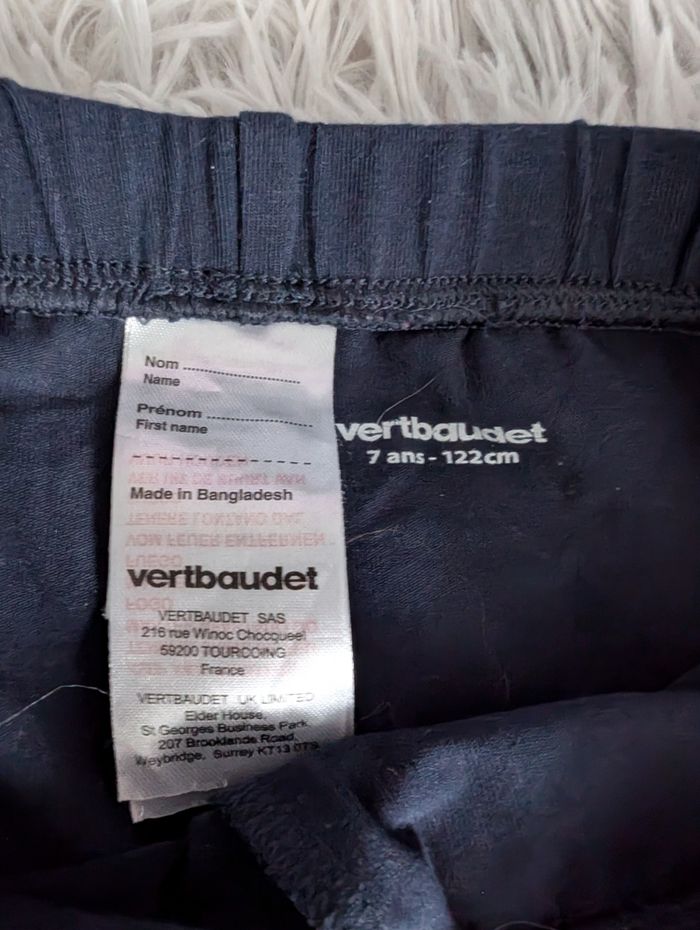 Nom
Name
Prénom
First name
Made in Bangladesh
vertbaudet
VERTBAUDET SAS
216 rue Winoc Chocqueel
59200 TOURCOING
France
VERTBAUDET UK LIMITED
Elder House,
St Georges Business Park,
207 Brooklands Road,
Weybridge, Surrey KT13 0TS
vertbaudet
7 ans - 122cm